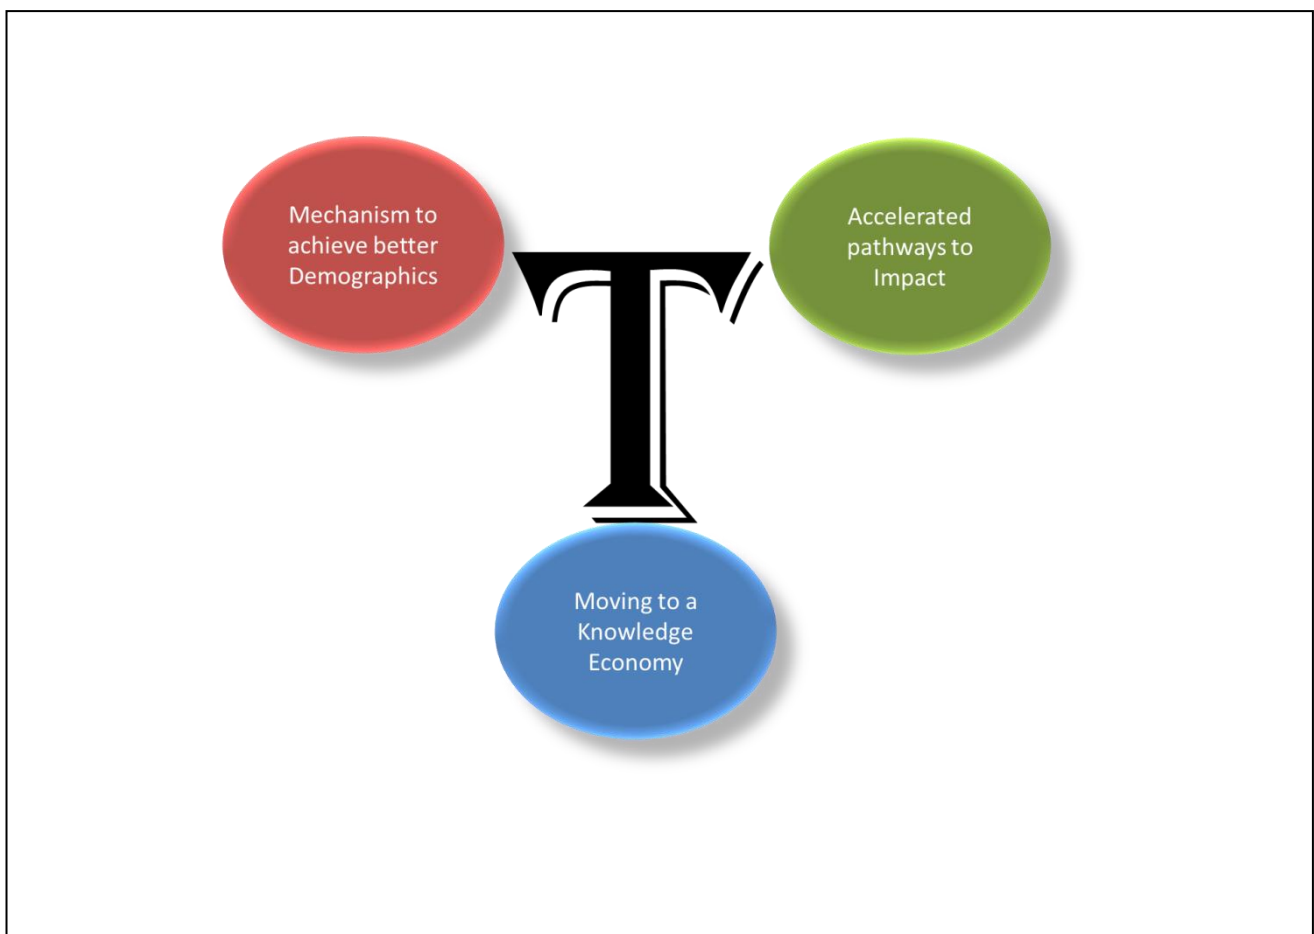 Mechanism to
achieve better
Demographics
T
Accelerated
pathways to
Impact
Moving to a
Knowledge
Economy